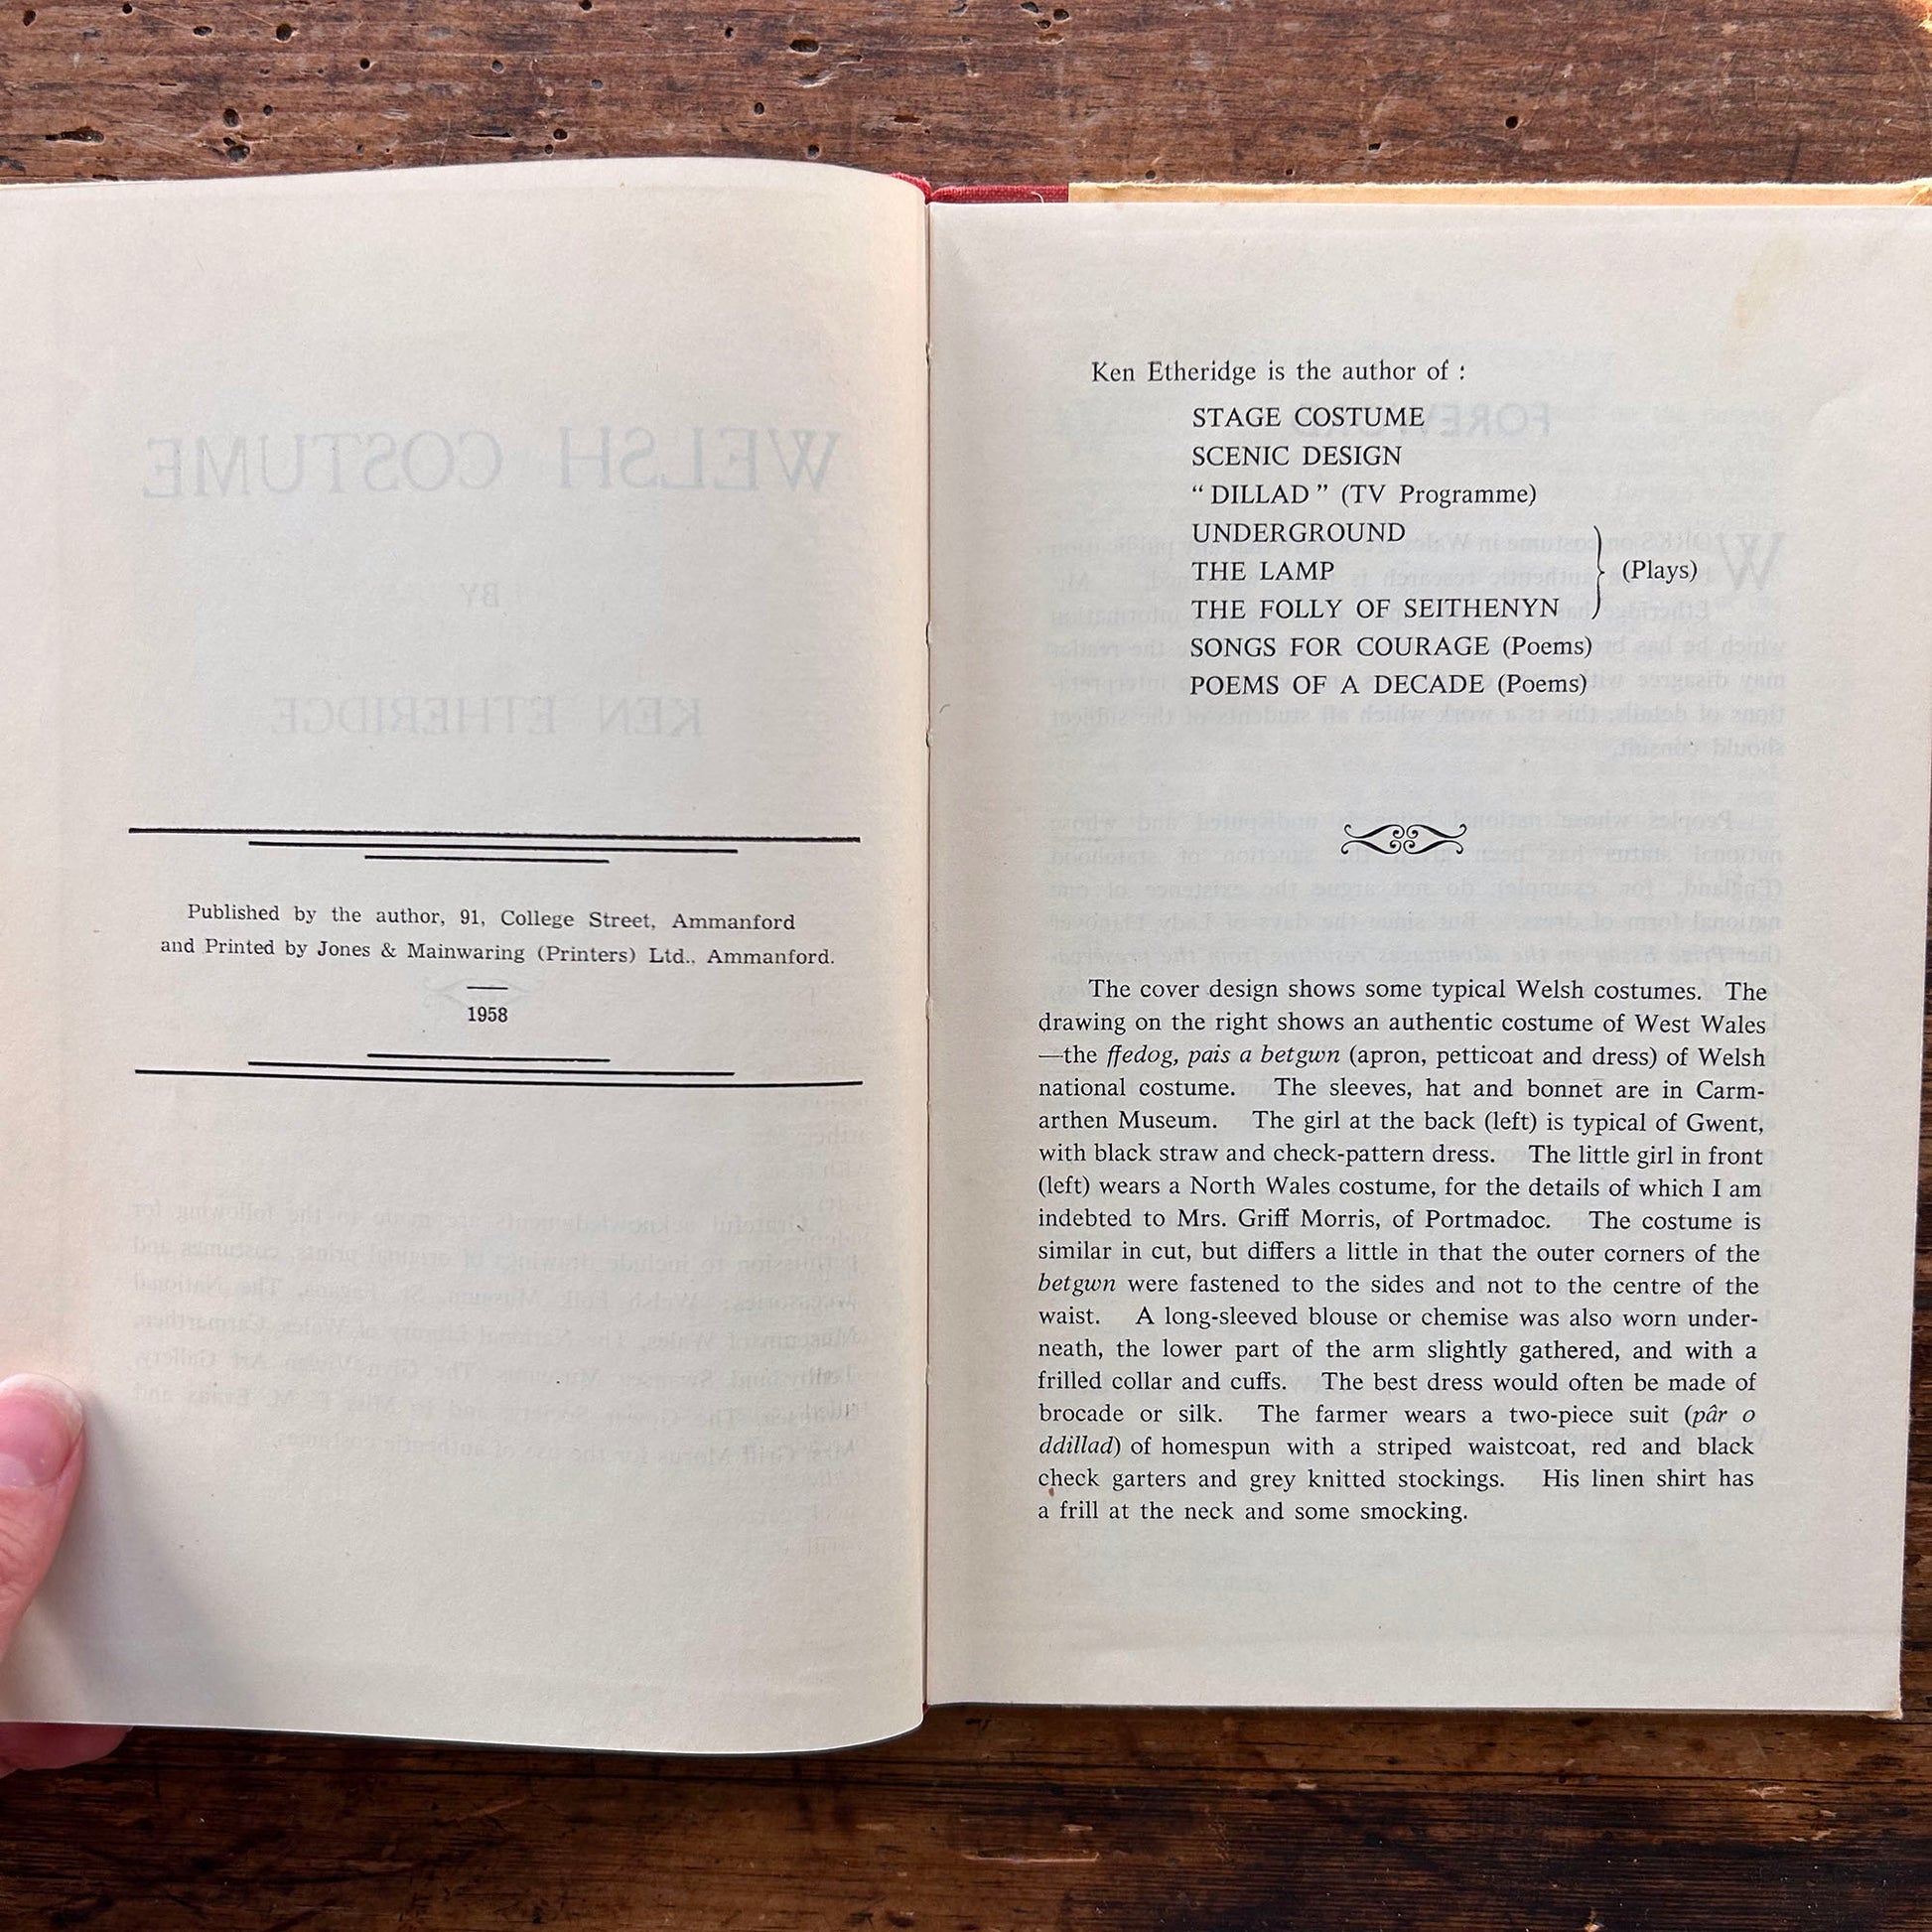 WELSH COSTUME
BY
KEN ETHERIDGE
Published by the author, 91, College Street, Ammanford
and Printed by Jones & Mainwaring (Printers) Ltd., Ammanford.
1958
Ken Etheridge is the author of :
STAGE COSTUME
SCENIC DESIGN
“ DILLAD ” (TV Programme)
UNDERGROUND
THE LAMP (Plays)
THE FOLLY OF SEITHENYN
SONGS FOR COURAGE (Poems)
POEMS OF A DECADE (Poems)
The cover design shows some typical Welsh costumes. The
drawing on the right shows an authentic costume of West Wales
—the ffedog, pais a betgwn (apron, petticoat and dress) of Welsh
national costume. The sleeves, hat and bonnet are in Carm-
arthen Museum. The girl at the back (left) is typical of Gwent,
with black straw and check-pattern dress. The little girl in front
(left) wears a North Wales costume, for the details of which I am
indebted to Mrs. Griff Morris, of Portmadoc. The costume is
similar in cut, but differs a little in that the outer corners of the
betgwn were fastened to the sides and not to the centre of the
waist. A long-sleeved blouse or chemise was also worn under-
neath, the lower part of the arm slightly gathered, and with a
frilled collar and cuffs. The best dress would often be made of
brocade or silk. The farmer wears a two-piece suit (pâr o
ddillad) of homespun with a striped waistcoat, red and black
check garters and grey knitted stockings. His linen shirt has
a frill at the neck and some smocking.